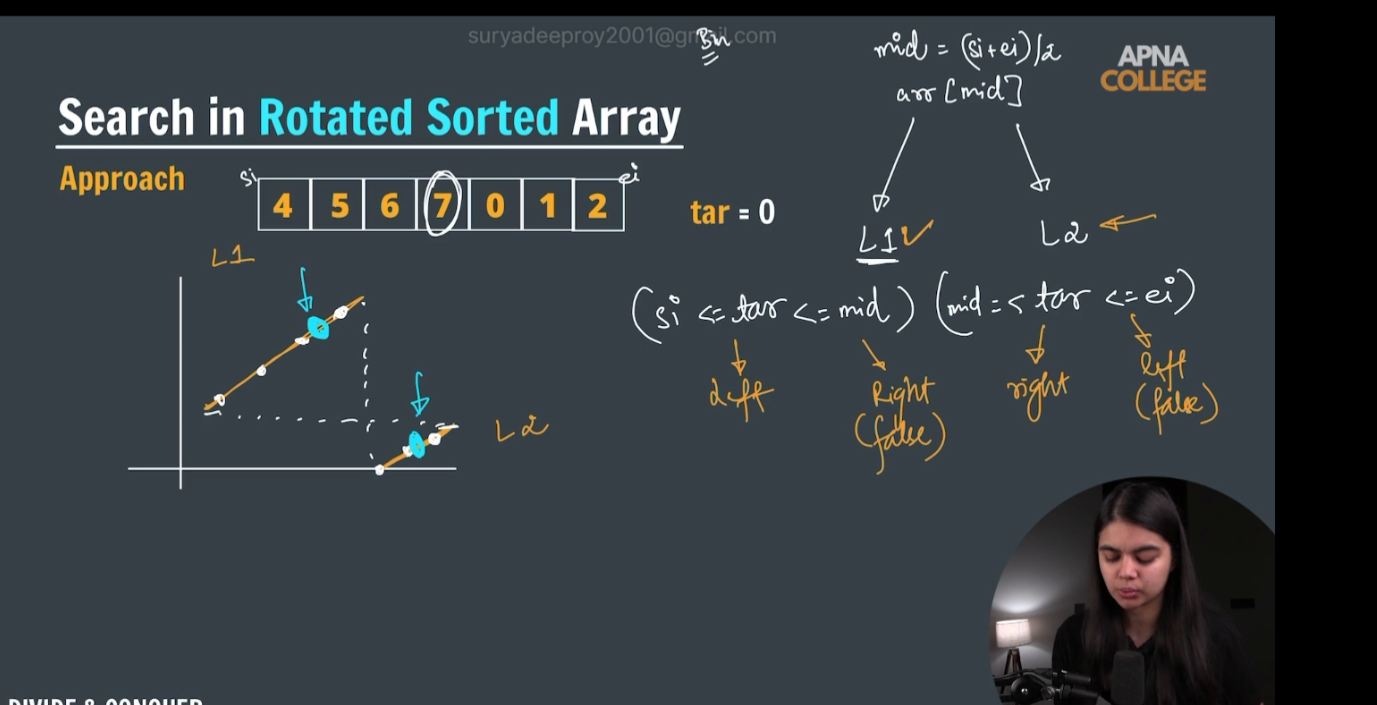 suryadeeproy2001@gmail.com
mid = (si+ei)/2
APNA
COLLEGE
arr [mid]
Search in Rotated Sorted Array
Approach
si
ei
4 5 6 7 0 1 2
tar = 0
L1
L2
L1
(si <= tar <= mid) (mid =< tar <= ei)
left
Right
(false)
right
left
(false)
L2
DIVIDE & CONQUER